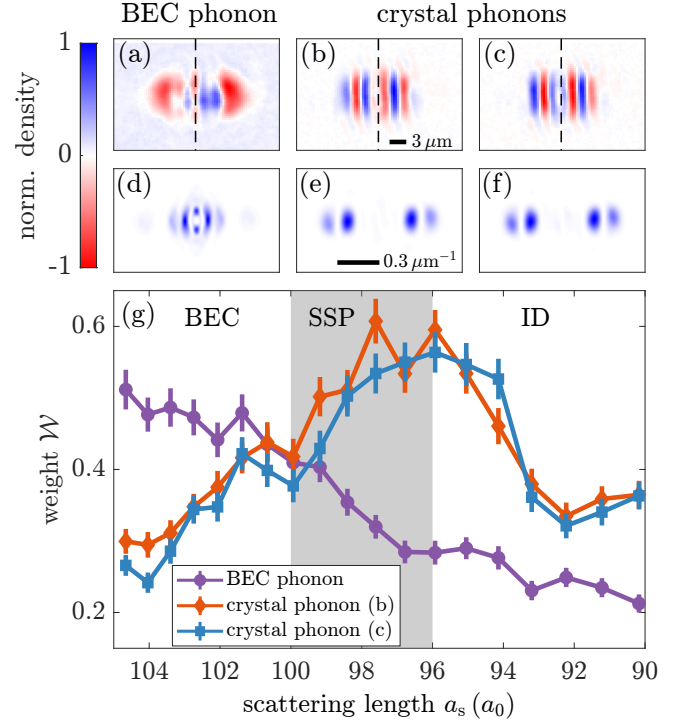 BEC phonon crystal phonons
1
0
-1
norm. density
(a)
(b)
3 μm
(c)
(d)
(e)
0.3 μm⁻¹
(f)
(g)
BEC
SSP
ID
0.6
0.4
0.2
weight 𝒲
BEC phonon
crystal phonon (b)
crystal phonon (c)
104 102 100 98 96 94 92 90
scattering length aₛ (a₀)